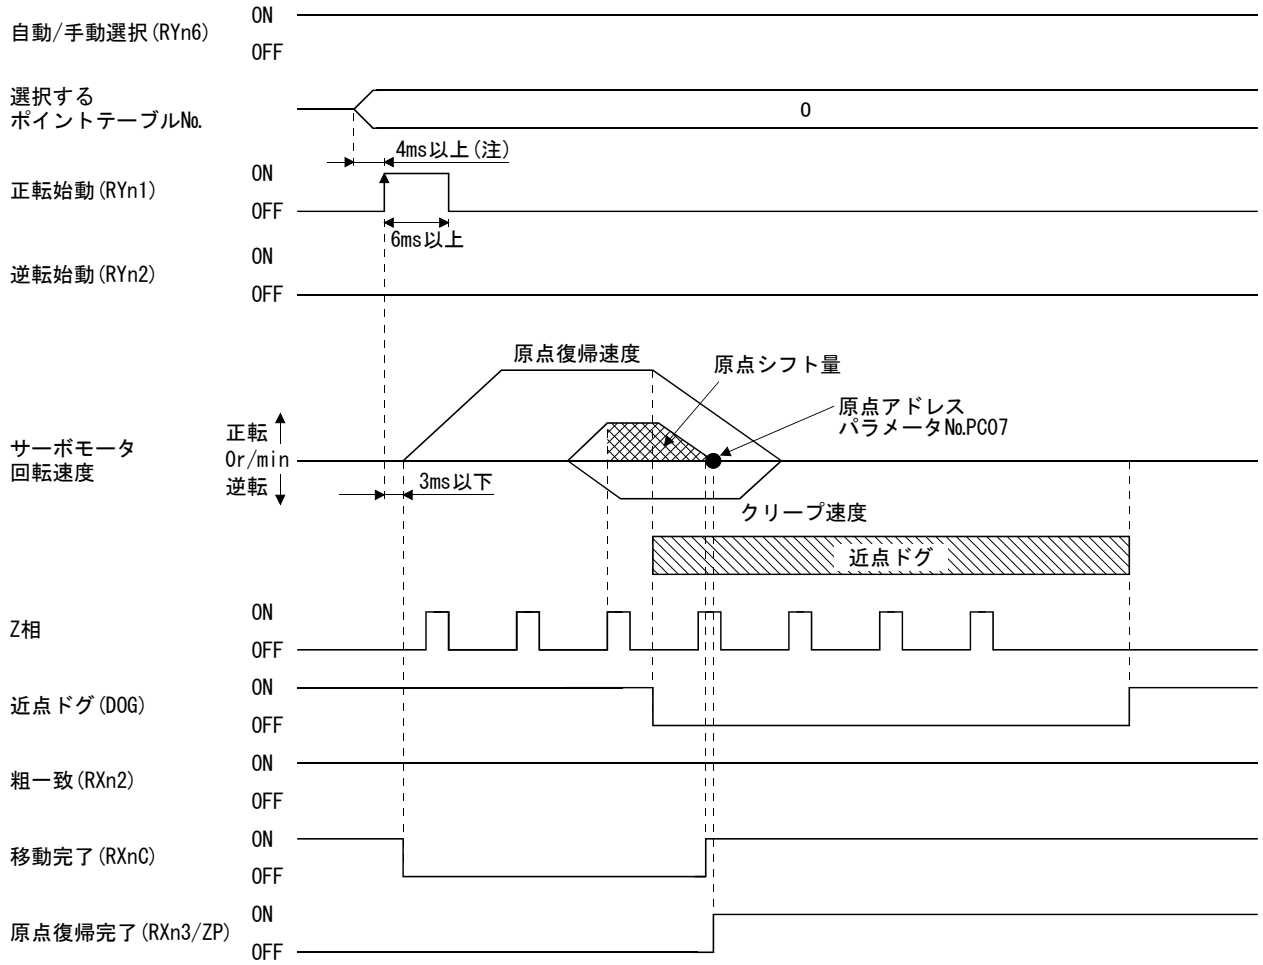 自動/手動選択(RYn6)
ON
OFF
選択する
ポイントテーブル№.
0
4ms以上(注)
正転始動(RYn1)
ON
OFF
6ms以上
逆転始動(RYn2)
ON
OFF
原点復帰速度
原点シフト量
原点アドレス
パラメータ№PC07
サーボモータ
回転速度
正転
0r/min
逆転
3ms以下
クリープ速度
近点ドグ
Z相
ON
OFF
近点ドグ(DOG)
ON
OFF
粗一致(RXn2)
ON
OFF
移動完了(RXnC)
ON
OFF
原点復帰完了(RXn3/ZP)
ON
OFF